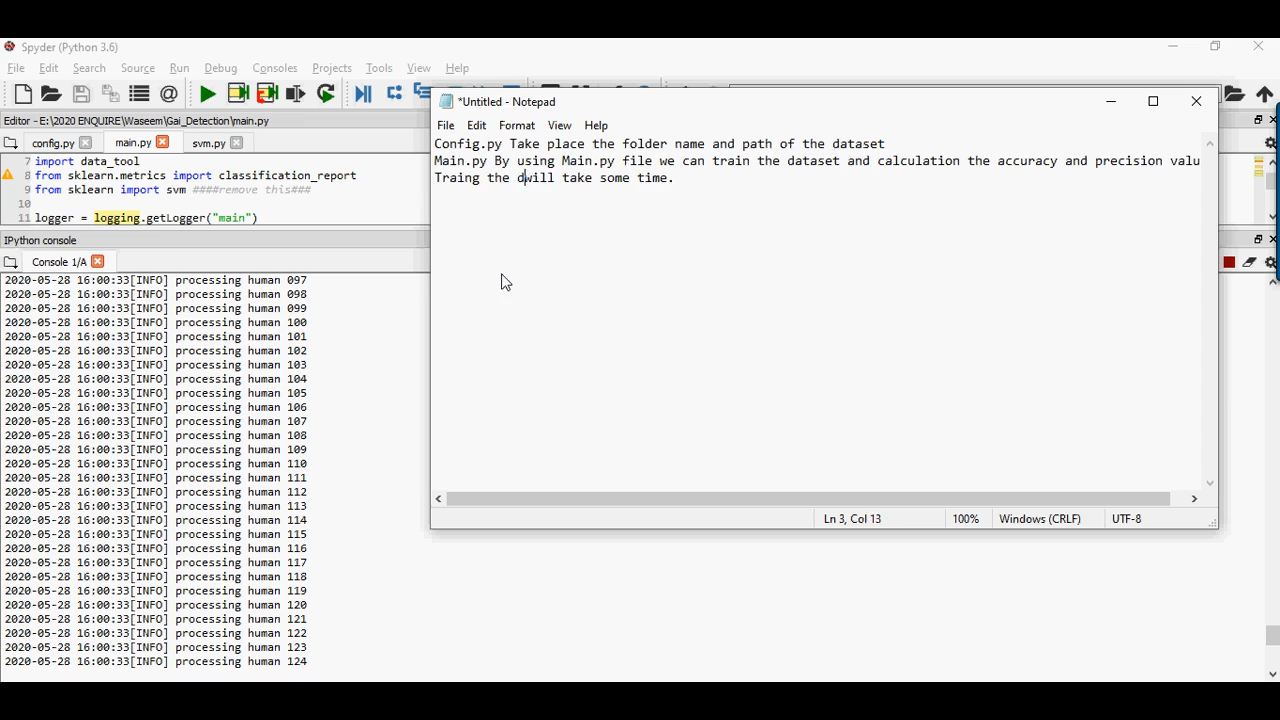 Spyder (Python 3.6)
File Edit Search Source Run Debug Consoles Projects Tools View Help
Editor - E:\2020 ENQUIRE\Waseem\Gai_Detection\main.py
config.py main.py svm.py
7 import data_tool
8 from sklearn.metrics import classification_report
9 from sklearn import svm ####remove this###
10
11 logger = logging.getLogger("main")
IPython console
Console 1/A
2020-05-28 16:00:33[INFO] processing human 097
2020-05-28 16:00:33[INFO] processing human 098
2020-05-28 16:00:33[INFO] processing human 099
2020-05-28 16:00:33[INFO] processing human 100
2020-05-28 16:00:33[INFO] processing human 101
2020-05-28 16:00:33[INFO] processing human 102
2020-05-28 16:00:33[INFO] processing human 103
2020-05-28 16:00:33[INFO] processing human 104
2020-05-28 16:00:33[INFO] processing human 105
2020-05-28 16:00:33[INFO] processing human 106
2020-05-28 16:00:33[INFO] processing human 107
2020-05-28 16:00:33[INFO] processing human 108
2020-05-28 16:00:33[INFO] processing human 109
2020-05-28 16:00:33[INFO] processing human 110
2020-05-28 16:00:33[INFO] processing human 111
2020-05-28 16:00:33[INFO] processing human 112
2020-05-28 16:00:33[INFO] processing human 113
2020-05-28 16:00:33[INFO] processing human 114
2020-05-28 16:00:33[INFO] processing human 115
2020-05-28 16:00:33[INFO] processing human 116
2020-05-28 16:00:33[INFO] processing human 117
2020-05-28 16:00:33[INFO] processing human 118
2020-05-28 16:00:33[INFO] processing human 119
2020-05-28 16:00:33[INFO] processing human 120
2020-05-28 16:00:33[INFO] processing human 121
2020-05-28 16:00:33[INFO] processing human 122
2020-05-28 16:00:33[INFO] processing human 123
2020-05-28 16:00:33[INFO] processing human 124
*Untitled - Notepad
File Edit Format View Help
Config.py Take place the folder name and path of the dataset
Main.py By using Main.py file we can train the dataset and calculation the accuracy and precision valu
Traing the dwill take some time.
Ln 3, Col 13 100% Windows (CRLF) UTF-8